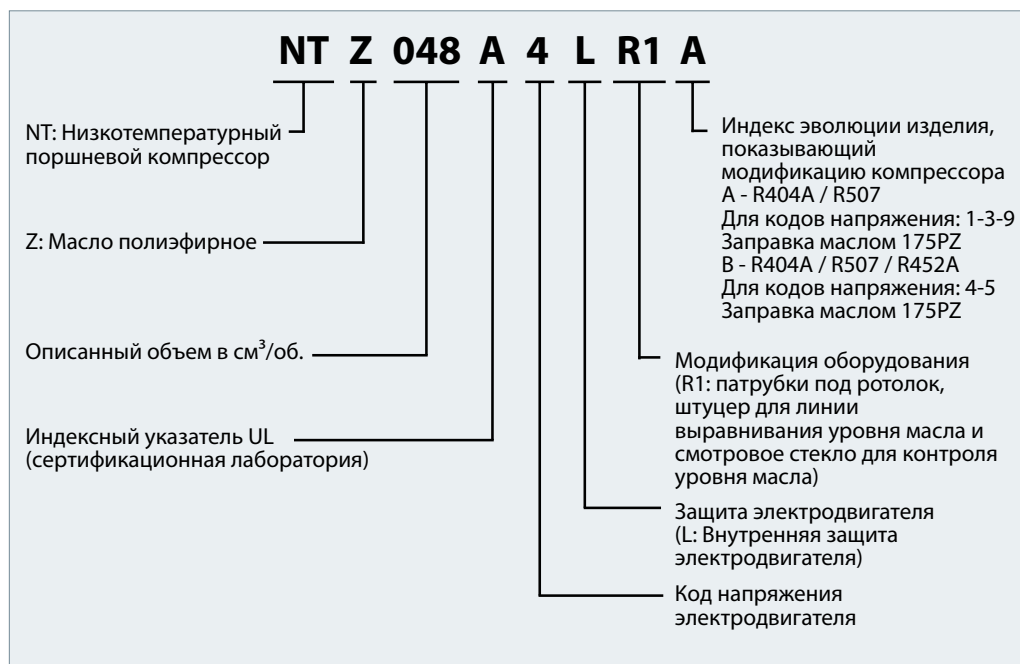 NT Z 048 A 4 L R1 A
NT: Низкотемпературный
поршневой компрессор
Z: Масло полиэфирное
Описанный объем в см³/об.
Индексный указатель UL
(сертификационная лаборатория)
Индекс эволюции изделия,
показывающий
модификацию компрессора
A - R404A / R507
Для кодов напряжения: 1-3-9
Заправка маслом 175PZ
B - R404A / R507 / R452A
Для кодов напряжения: 4-5
Заправка маслом 175PZ
Модификация оборудования
(R1: патрубки под ротолок,
штуцер для линии
выравнивания уровня масла и
смотровое стекло для контроля
уровня масла)
Защита электродвигателя
(L: Внутренняя защита
электродвигателя)
Код напряжения
электродвигателя